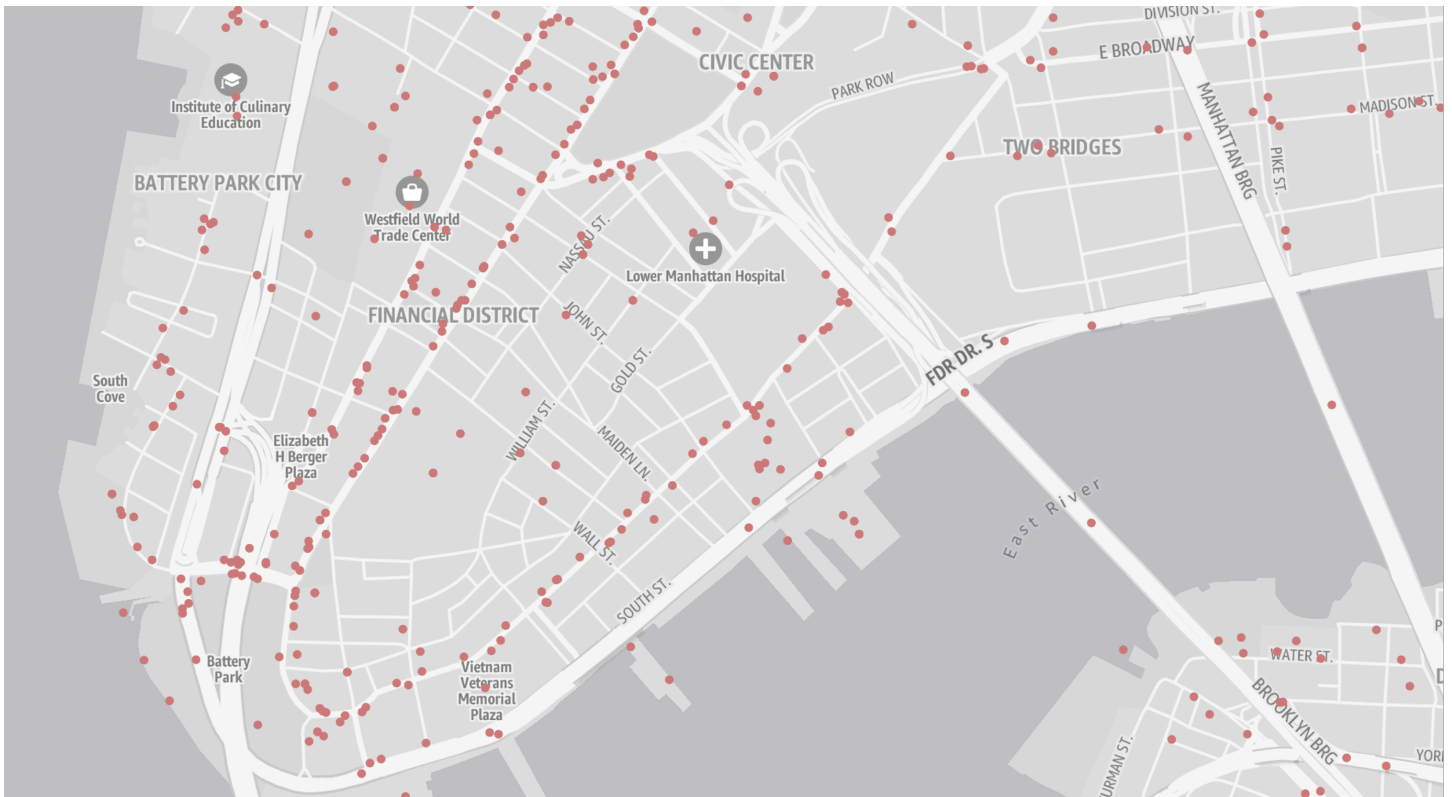 DIVISION ST.
E BROADWAY
CIVIC CENTER
PARK ROW
MADISON ST.
MANHATTAN BRG
Institute of Culinary
Education
TWO BRIDGES
PIKE ST.
BATTERY PARK CITY
Westfield World
Trade Center
NASSAU ST.
Lower Manhattan Hospital
FINANCIAL DISTRICT
JOHN ST.
GOLD ST.
FDR DR. S
South
Cove
WILLIAM ST.
MAIDEN LN.
Elizabeth
H Berger
Plaza
East River
WALL ST.
SOUTH ST.
Battery
Park
Vietnam
Veterans
Memorial
Plaza
WATER ST.
P
D
BROOKLYN BRG
URMAN ST.
YOR